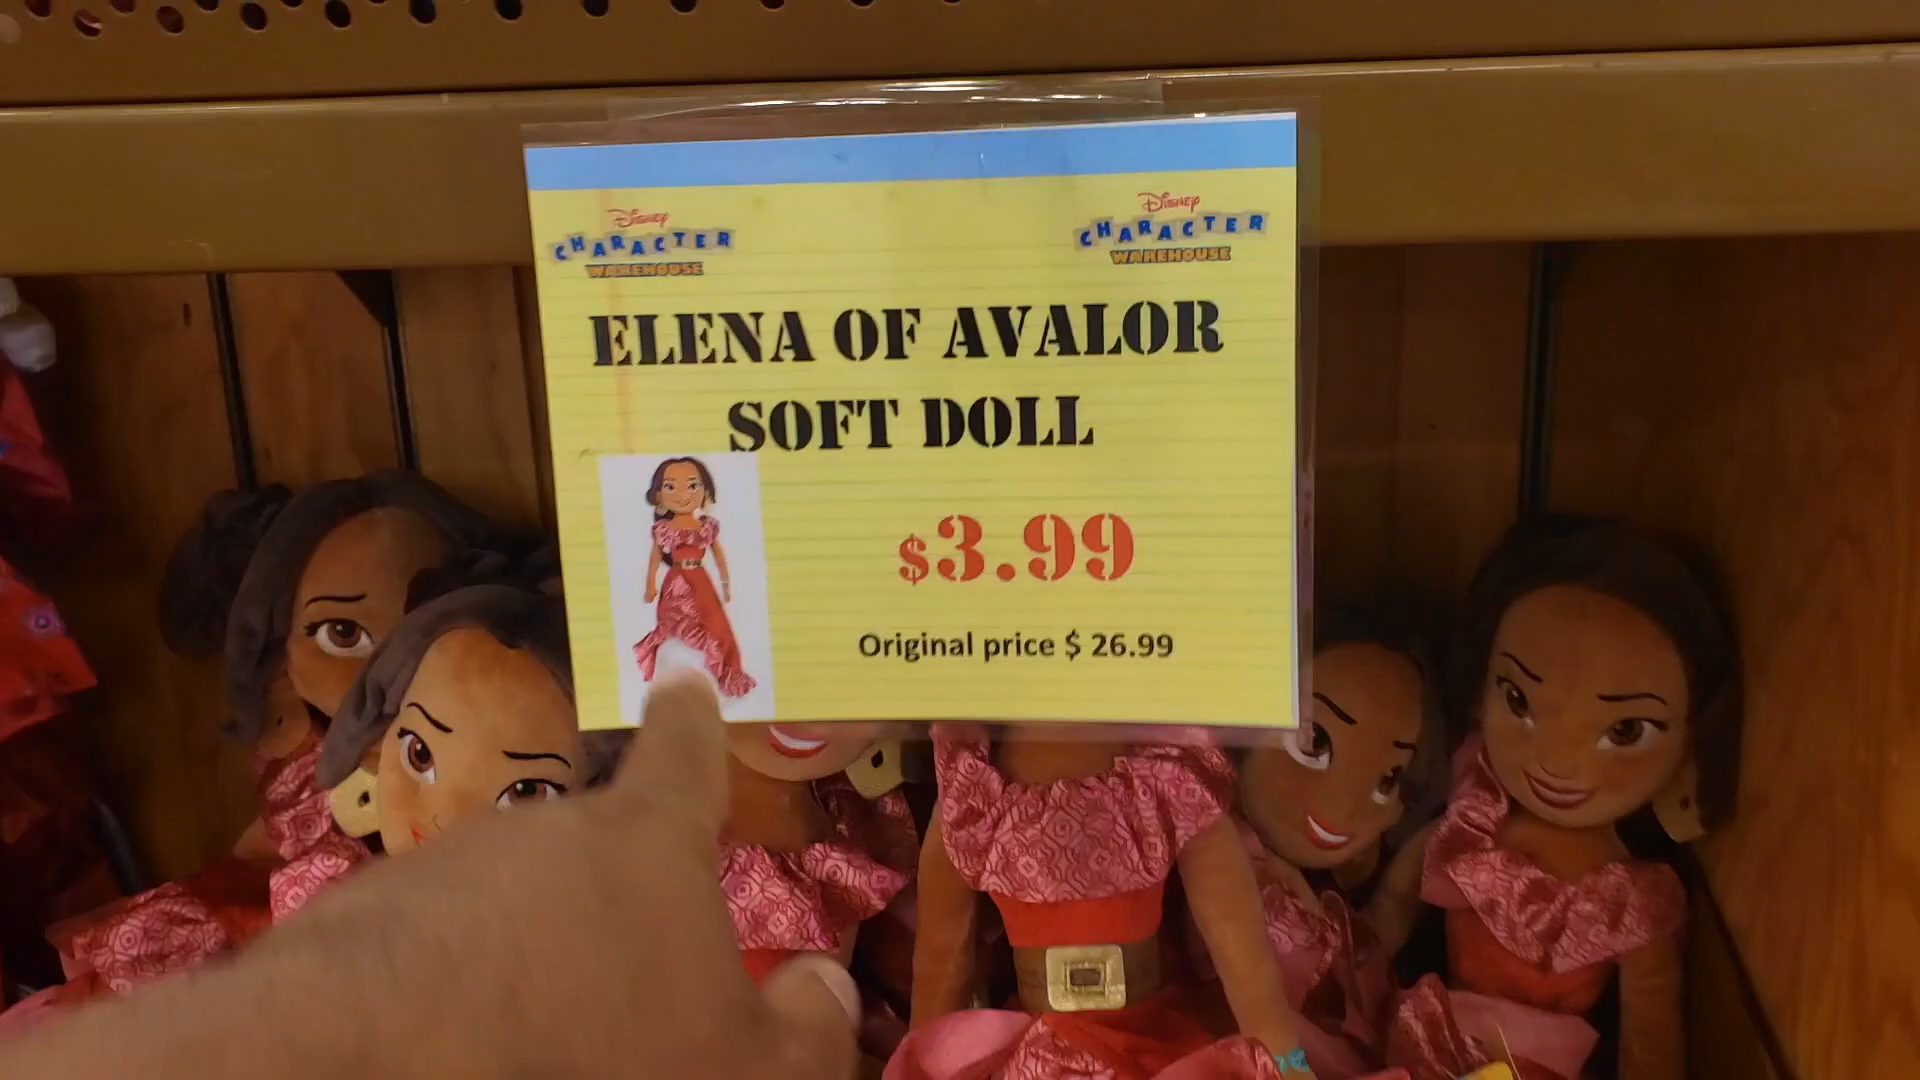 Disney
CHARACTER
WAREHOUSE
Disney
CHARACTER
WAREHOUSE
ELENA OF AVALOR
SOFT DOLL
$3.99
Original price $ 26.99